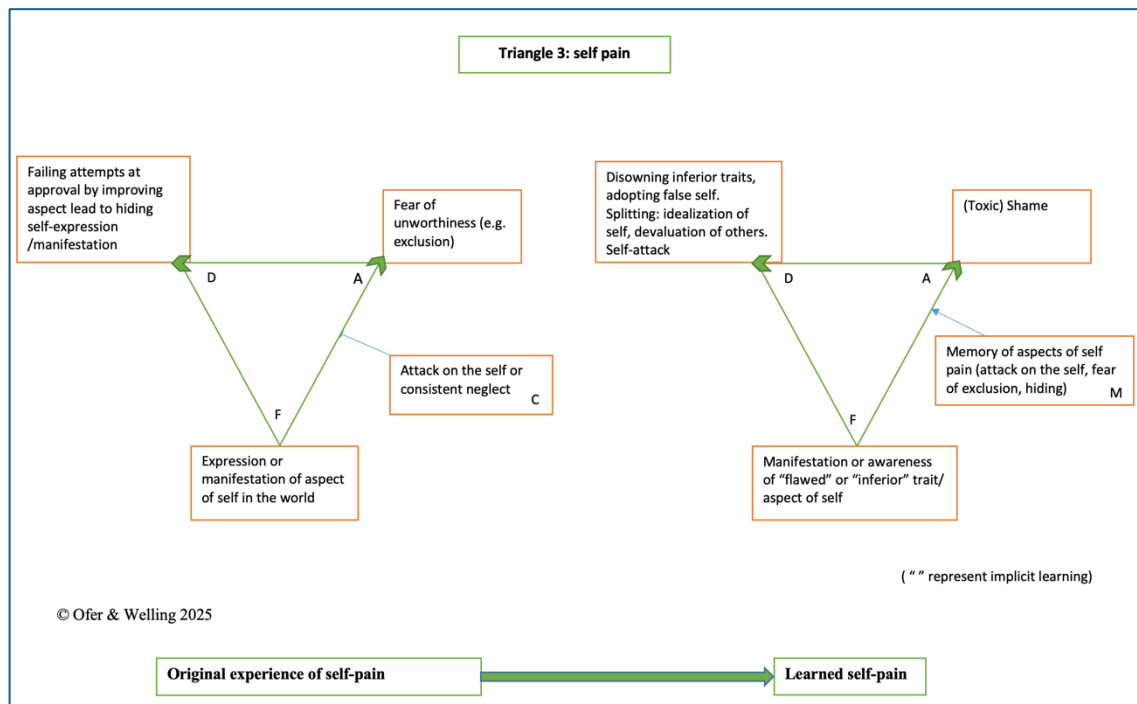 Triangle 3: self pain
Failing attempts at
approval by improving
aspect lead to hiding
self-expression
/manifestation
Fear of
unworthiness (e.g.
exclusion)
D
A
Attack on the self or
consistent neglect
C
F
Expression or
manifestation of aspect
of self in the world
Disowning inferior traits,
adopting false self.
Splitting: idealization of
self, devaluation of others.
Self-attack
(Toxic) Shame
D
A
Memory of aspects of self
pain (attack on the self, fear
of exclusion, hiding)
M
F
Manifestation or awareness
of “flawed” or “inferior” trait/
aspect of self
( “ ” represent implicit learning)
© Ofer & Welling 2025
Original experience of self-pain
Learned self-pain